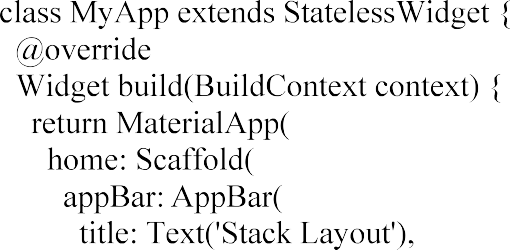 class MyApp extends StatelessWidget {
@override
Widget build(BuildContext context) {
return MaterialApp(
home: Scaffold(
appBar: AppBar(
title: Text('Stack Layout'),